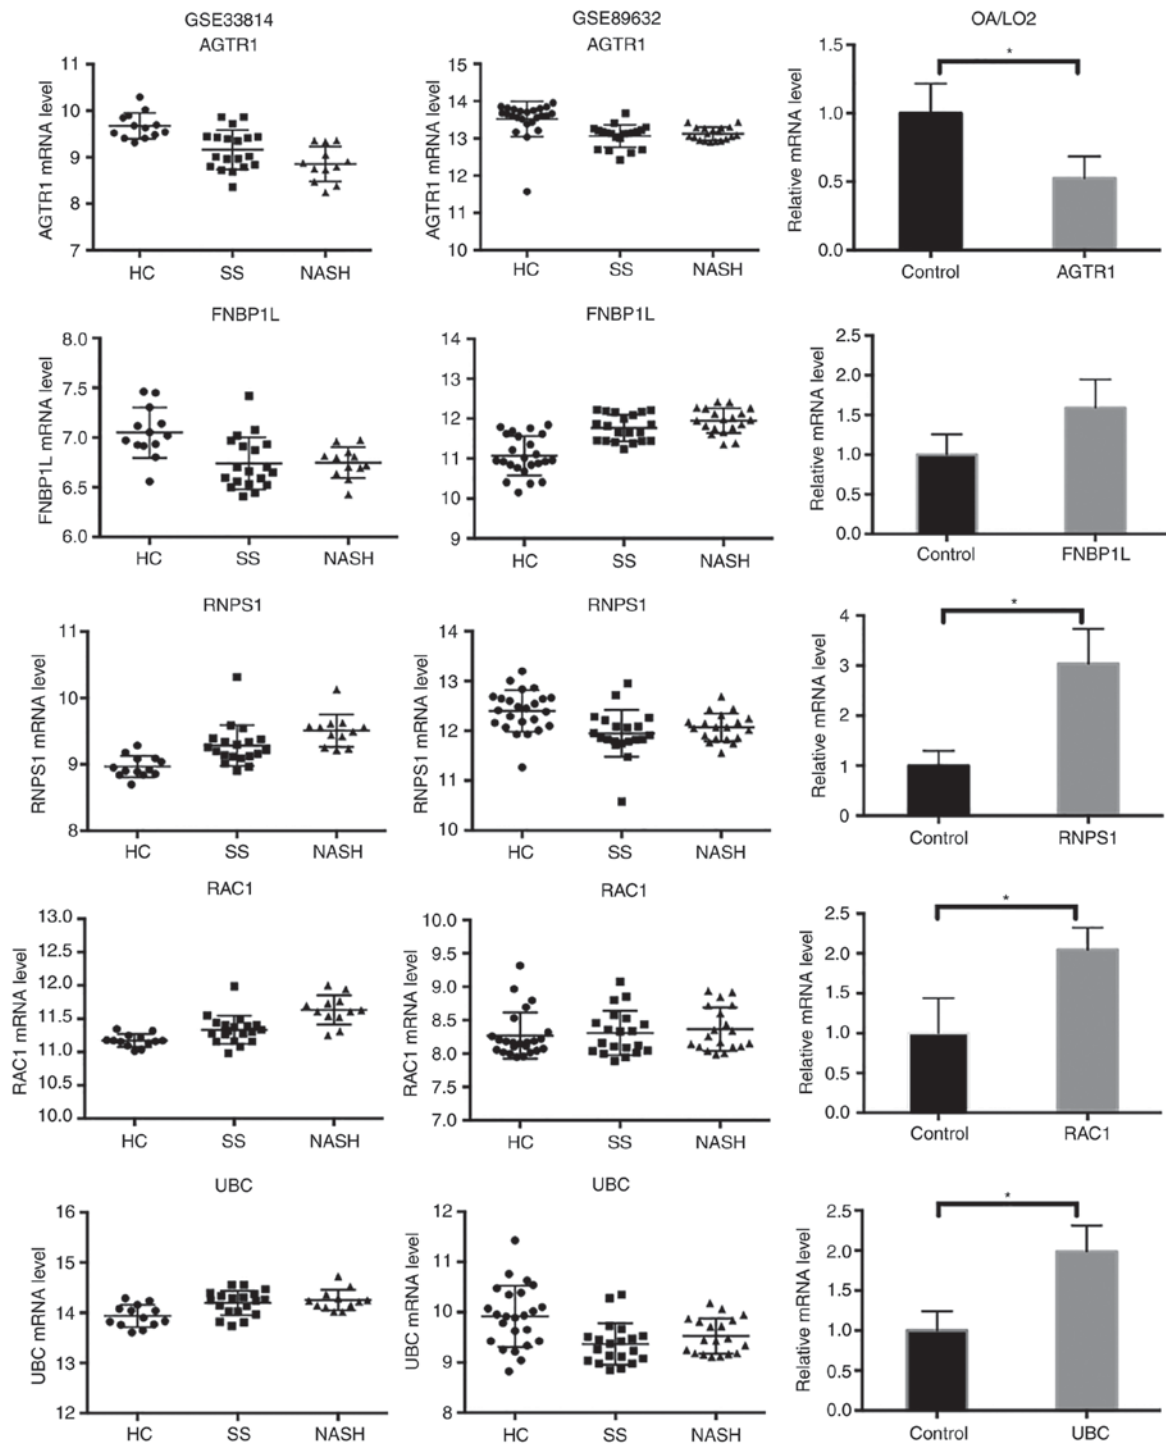 GSE33814
AGTR1
AGTR1 mRNA level
11
10
9
8
7
HC SS NASH
GSE89632
AGTR1
AGTR1 mRNA level
15
14
13
12
11
10
HC SS NASH
OA/LO2
Relative mRNA level
1.5
1.0
0.5
0.0
*
Control AGTR1
FNBP1L
FNBP1L mRNA level
8.0
7.5
7.0
6.5
6.0
HC SS NASH
FNBP1L
FNBP1L mRNA level
14
13
12
11
10
9
HC SS NASH
Relative mRNA level
2.5
2.0
1.5
1.0
0.5
0.0
Control FNBP1L
RNPS1
RNPS1 mRNA level
11
10
9
8
HC SS NASH
RNPS1
RNPS1 mRNA level
14
13
12
11
10
HC SS NASH
Relative mRNA level
4
3
2
1
0
*
Control RNPS1
RAC1
RAC1 mRNA level
13.0
12.5
12.0
11.5
11.0
10.5
10.0
HC SS NASH
RAC1
RAC1 mRNA level
10.0
9.5
9.0
8.5
8.0
7.5
7.0
HC SS NASH
Relative mRNA level
2.5
2.0
1.5
1.0
0.5
0.0
*
Control RAC1
UBC
UBC mRNA level
16
15
14
13
12
HC SS NASH
UBC
UBC mRNA level
12
11
10
9
8
HC SS NASH
Relative mRNA level
2.5
2.0
1.5
1.0
0.5
0.0
*
Control UBC